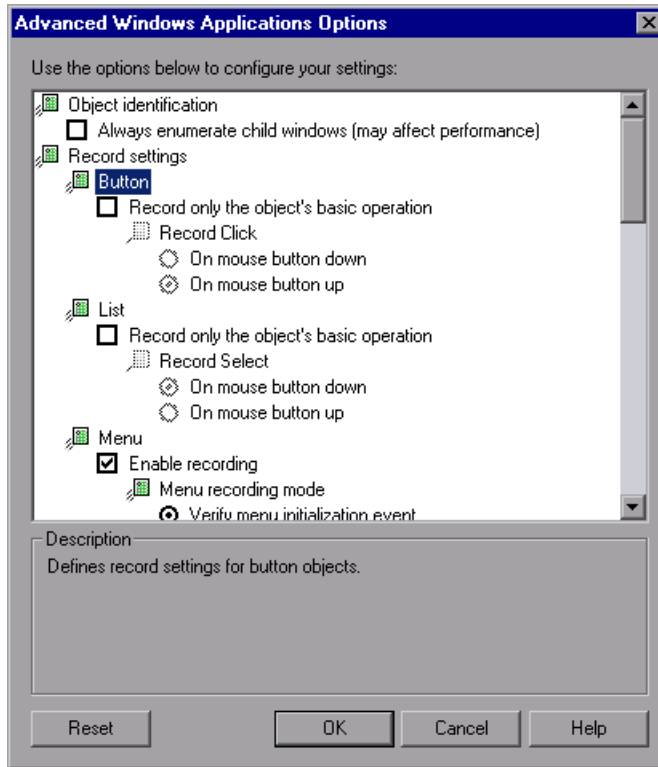 Advanced Windows Applications Options
Use the options below to configure your settings:
Object identification
Always enumerate child windows (may affect performance)
Record settings
Button
Record only the object's basic operation
Record Click
On mouse button down
On mouse button up
List
Record only the object's basic operation
Record Select
On mouse button down
On mouse button up
Menu
Enable recording
Menu recording mode
Verify menu initialization event
Description
Defines record settings for button objects.
Reset OK Cancel Help